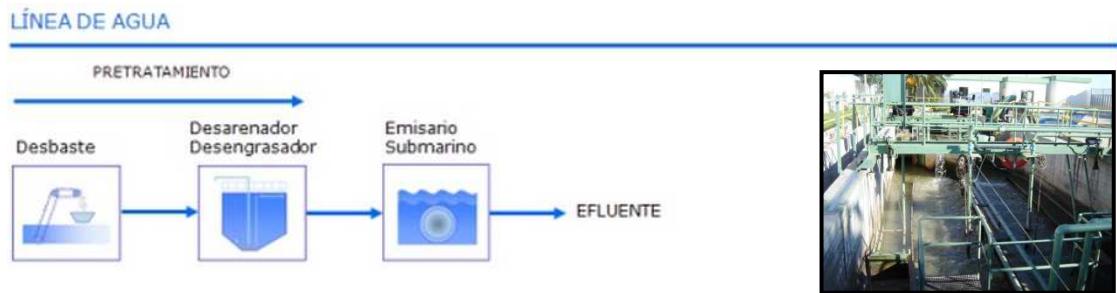 LÍNEA DE AGUA
PRETRATAMIENTO
Desbaste
Desarenador
Desengrasador
Emisario
Submarino
EFLUENTE